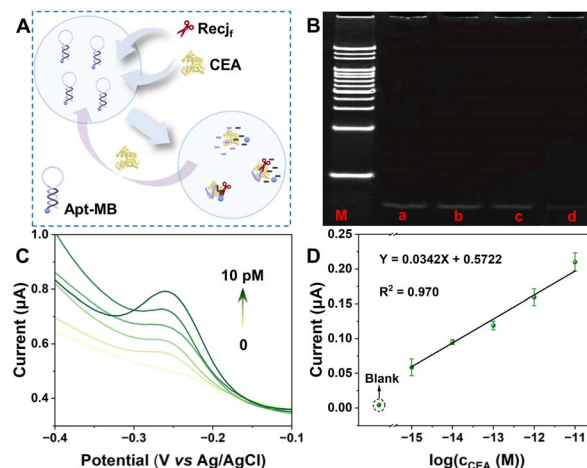 A
Recjf
CEA
Apt-MB
B
M a b c d
C
10 pM
0
Current (μA)
1.0
0.8
0.6
0.4
−0.4 −0.3 −0.2 −0.1
Potential (V vs Ag/AgCl)
D
Y = 0.0342X + 0.5722
R² = 0.970
Blank
Current (μA)
0.25
0.20
0.15
0.10
0.05
0.00
−15 −14 −13 −12 −11
log(cCEA (M))